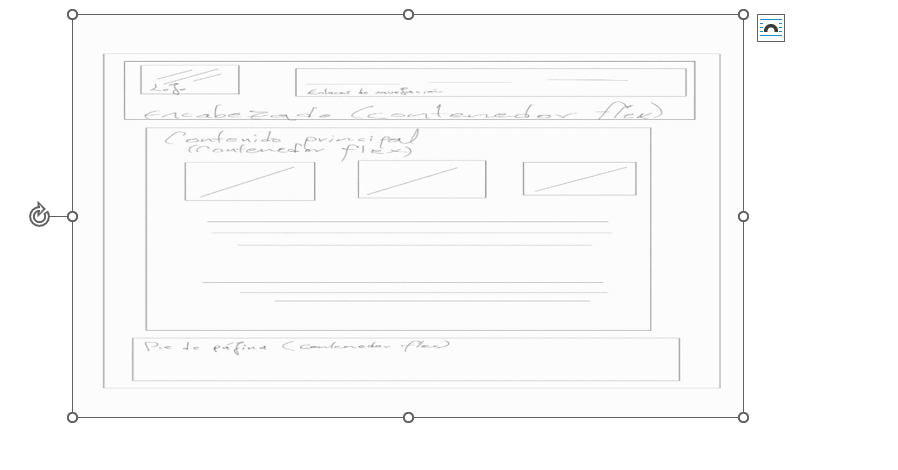 Logo
Enlaces de navegación
Encabezado (contenedor flex)
Contenido principal
(Contenedor flex)
Pie de página (contenedor flex)